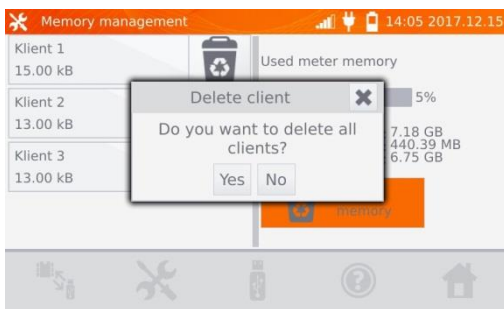 Memory management
14:05 2017.12.15
Klient 1
15.00 kB
Klient 2
13.00 kB
Klient 3
13.00 kB
Used meter memory
5%
7.18 GB
440.39 MB
6.75 GB
memory
Delete client
Do you want to delete all
clients?
Yes No